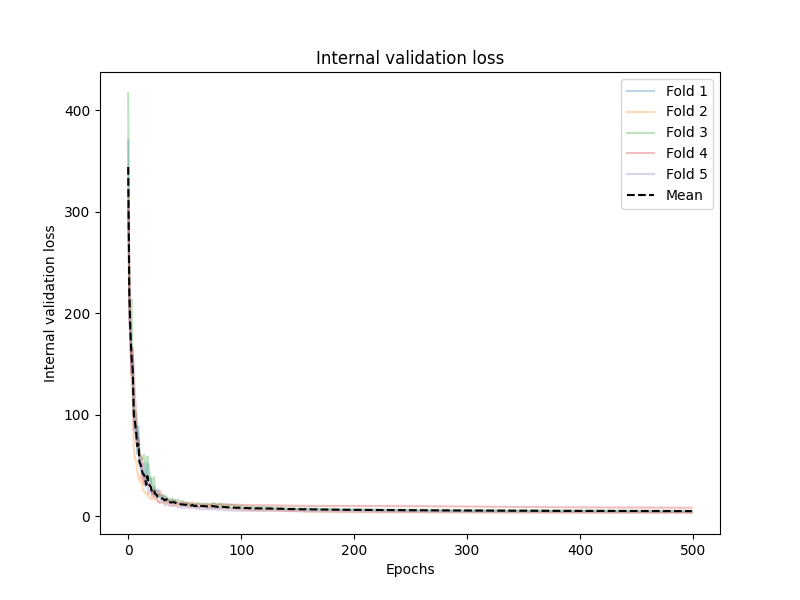 Internal validation loss
Fold 1
Fold 2
Fold 3
Fold 4
Fold 5
Mean
Internal validation loss
400
300
200
100
0
0 100 200 300 400 500
Epochs